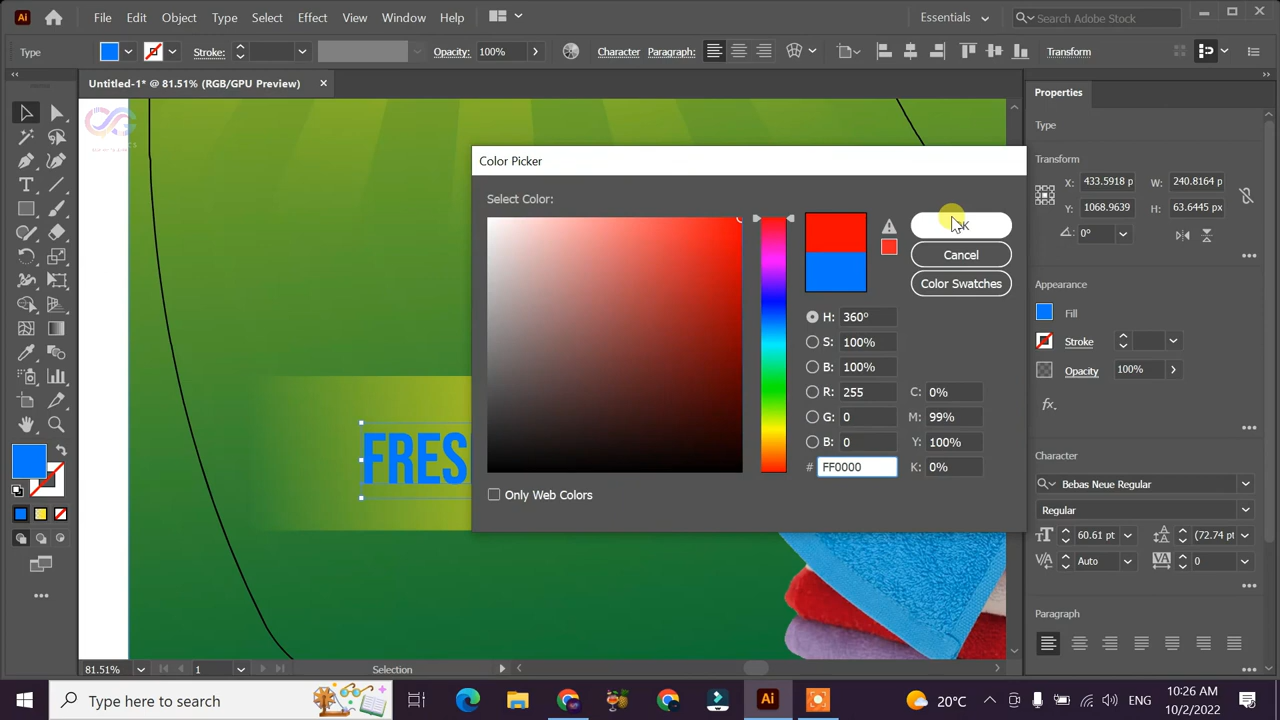 Ai File Edit Object Type Select Effect View Window Help Essentials Search Adobe Stock
Type Stroke: Opacity: 100% Character Paragraph: Transform
Untitled-1* @ 81.51% (RGB/GPU Preview) ×
Properties
Type
Transform
X: 433.5918 p W: 240.8164 p
Y: 1068.9639 H: 63.6445 px
0°
Appearance
Fill
Stroke
Opacity 100%
fx.
Character
Bebas Neue Regular
Regular
60.61 pt (72.74 pt
Auto 0
Paragraph
FRES
Color Picker
Select Color:
Cancel
Color Swatches
H: 360°
S: 100%
B: 100%
R: 255 C: 0%
G: 0 M: 99%
B: 0 Y: 100%
# FF0000 K: 0%
Only Web Colors
81.51% 1 Selection
Type here to search Ai 20°C ENG 10:26 AM
10/2/2022